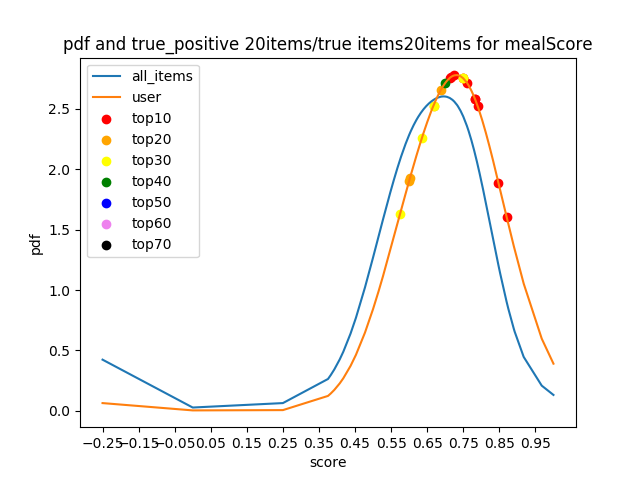 pdf and true_positive 20items/true items20items for mealScore
all_items
user
top10
top20
top30
top40
top50
top60
top70
pdf
2.5
2.0
1.5
1.0
0.5
0.0
−0.25−0.15−0.05 0.05 0.15 0.25 0.35 0.45 0.55 0.65 0.75 0.85 0.95
score